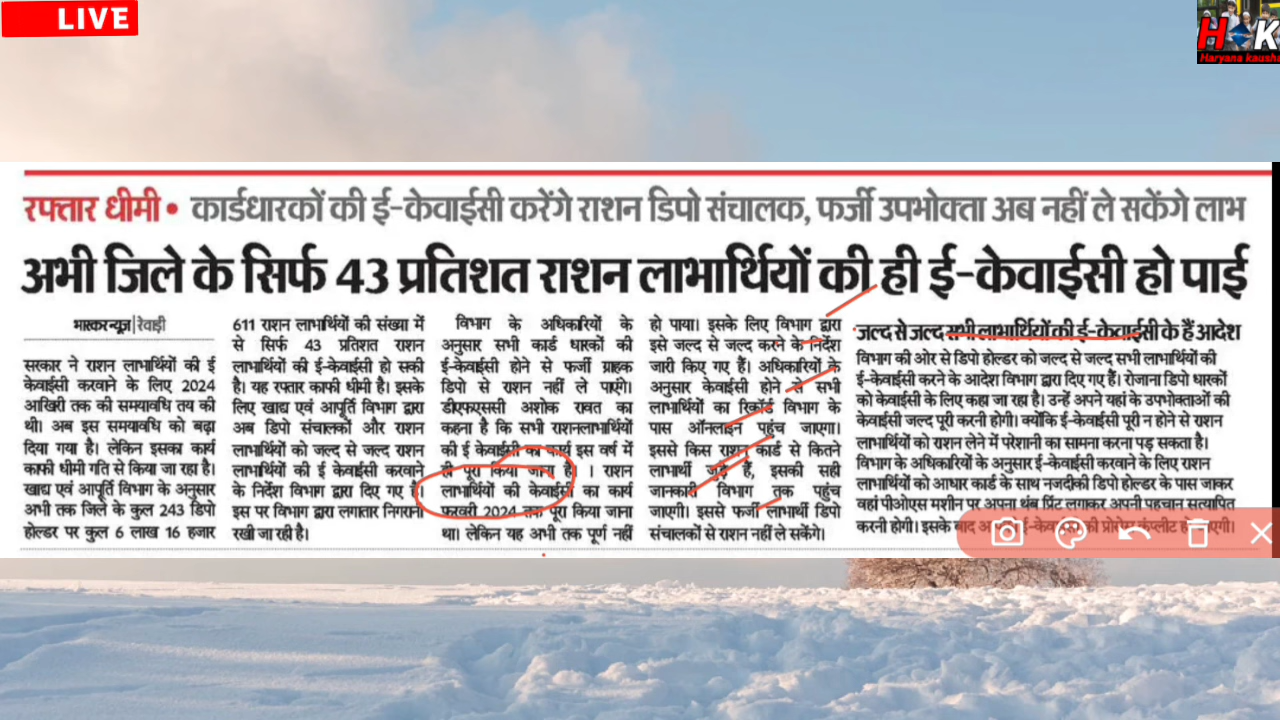 LIVE
H K
Haryana kaush
रफ्तार धीमी • कार्डधारकों की ई-केवाईसी करेंगे राशन डिपो संचालक, फर्जी उपभोक्ता अब नहीं ले सकेंगे लाभ
अभी जिले के सिर्फ 43 प्रतिशत राशन लाभार्थियों की ही ई-केवाईसी हो पाई
भास्कर न्यूज | रेवाड़ी
सरकार ने राशन लाभार्थियों की ई
केवाईसी करवाने के लिए 2024
आखिरी तक की समयावधि तय की
थी। अब इस समयावधि को बढ़ा
दिया गया है। लेकिन इसका कार्य
काफी धीमी गति से किया जा रहा है।
खाद्य एवं आपूर्ति विभाग के अनुसार
अभी तक जिले के कुल 243 डिपो
होल्डर पर कुल 6 लाख 16 हजार
611 राशन लाभार्थियों की संख्या में
से सिर्फ 43 प्रतिशत राशन
लाभार्थियों की ई-केवाईसी हो सकी
है। यह रफ्तार काफी धीमी है। इसके
लिए खाद्य एवं आपूर्ति विभाग द्वारा
अब डिपो संचालकों और राशन
लाभार्थियों को जल्द से जल्द राशन
लाभार्थियों की ई केवाईसी करवाने
के निर्देश विभाग द्वारा दिए गए है।
इस पर विभाग द्वारा लगातार निगरानी
रखी जा रही है।
विभाग के अधिकारियों के
अनुसार सभी कार्ड धारकों की
ई-केवाईसी होने से फर्जी ग्राहक
डिपो से राशन नहीं ले पाएंगे।
डीएफएससी अशोक रावत का
कहना है कि सभी राशनलाभार्थियों
की ई केवाईसी का कार्य इस वर्ष में
ही पूरा किया जाना है। । राशन
लाभार्थियों की केवाईसी का कार्य
फरवरी 2024 तक पूरा किया जाना
था। लेकिन यह अभी तक पूर्ण नहीं
हो पाया। इसके लिए विभाग द्वारा
इसे जल्द से जल्द करने के निर्देश
जारी किए गए हैं। अधिकारियों के
अनुसार केवाईसी होने से सभी
लाभार्थियों का रिकॉर्ड विभाग के
पास ऑनलाइन पहुंच जाएगा।
इससे किस राशन कार्ड से कितने
लाभार्थी जुड़े हैं, इसकी सही
जानकारी विभाग तक पहुंच
जाएगी। इससे फर्जी लाभार्थी डिपो
संचालकों से राशन नहीं ले सकेंगे।
जल्द से जल्द सभी लाभार्थियों की ई-केवाईसी के हैं आदेश
विभाग की ओर से डिपो होल्डर को जल्द से जल्द सभी लाभार्थियों की
ई-केवाईसी करने के आदेश विभाग द्वारा दिए गए हैं। रोजाना डिपो धारकों
को केवाईसी के लिए कहा जा रहा है। उन्हें अपने यहां के उपभोक्ताओं की
केवाईसी जल्द पूरी करनी होगी। क्योंकि ई-केवाईसी पूरी न होने से राशन
लाभार्थियों को राशन लेने में परेशानी का सामना करना पड़ सकता है।
विभाग के अधिकारियों के अनुसार ई-केवाईसी करवाने के लिए राशन
लाभार्थियों को आधार कार्ड के साथ नजदीकी डिपो होल्डर के पास जाकर
वहां पीओएस मशीन पर अपना थंब प्रिंट लगाकर अपनी पहचान सत्यापित
करनी होगी। इसके बाद ई-केवाईसी की प्रोसेस कंप्लीट